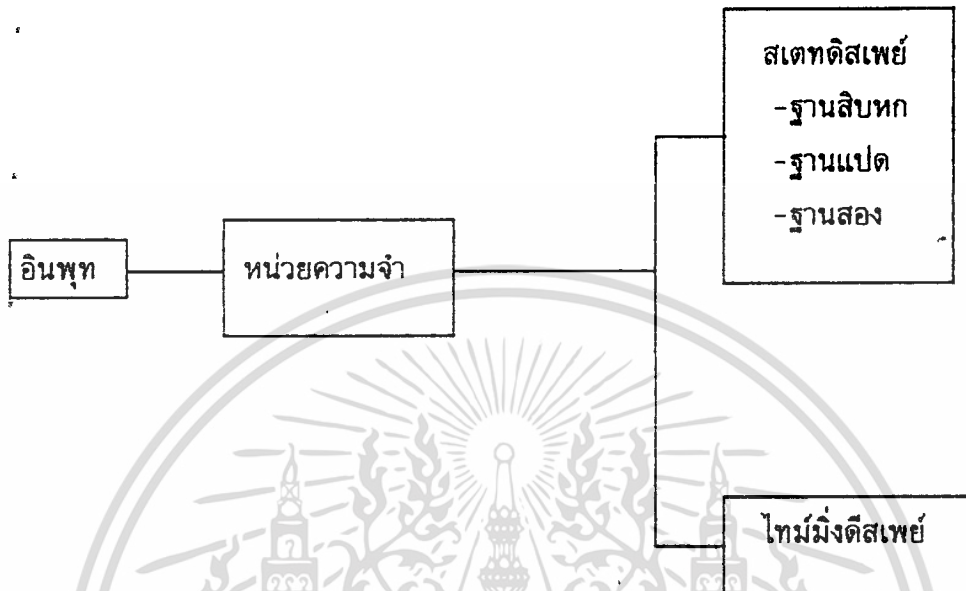 สเตทดิสเพย์
-ฐานสิบหก
-ฐานแปด
-ฐานสอง
อินพุท
หน่วยความจำ
ไทม์มิ่งดีสเพย์